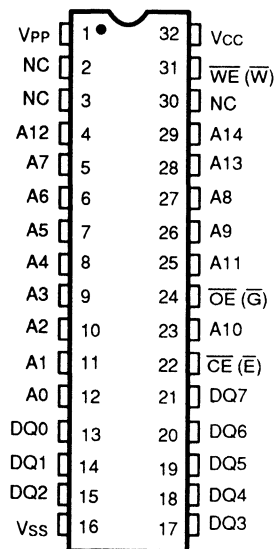 VPP 1 32 VCC
NC 2 31 W̅E̅ (W̅)
NC 3 30 NC
A12 4 29 A14
A7 5 28 A13
A6 6 27 A8
A5 7 26 A9
A4 8 25 A11
A3 9 24 O̅E̅ (G̅)
A2 10 23 A10
A1 11 22 C̅E̅ (E̅)
A0 12 21 DQ7
DQ0 13 20 DQ6
DQ1 14 19 DQ5
DQ2 15 18 DQ4
VSS 16 17 DQ3